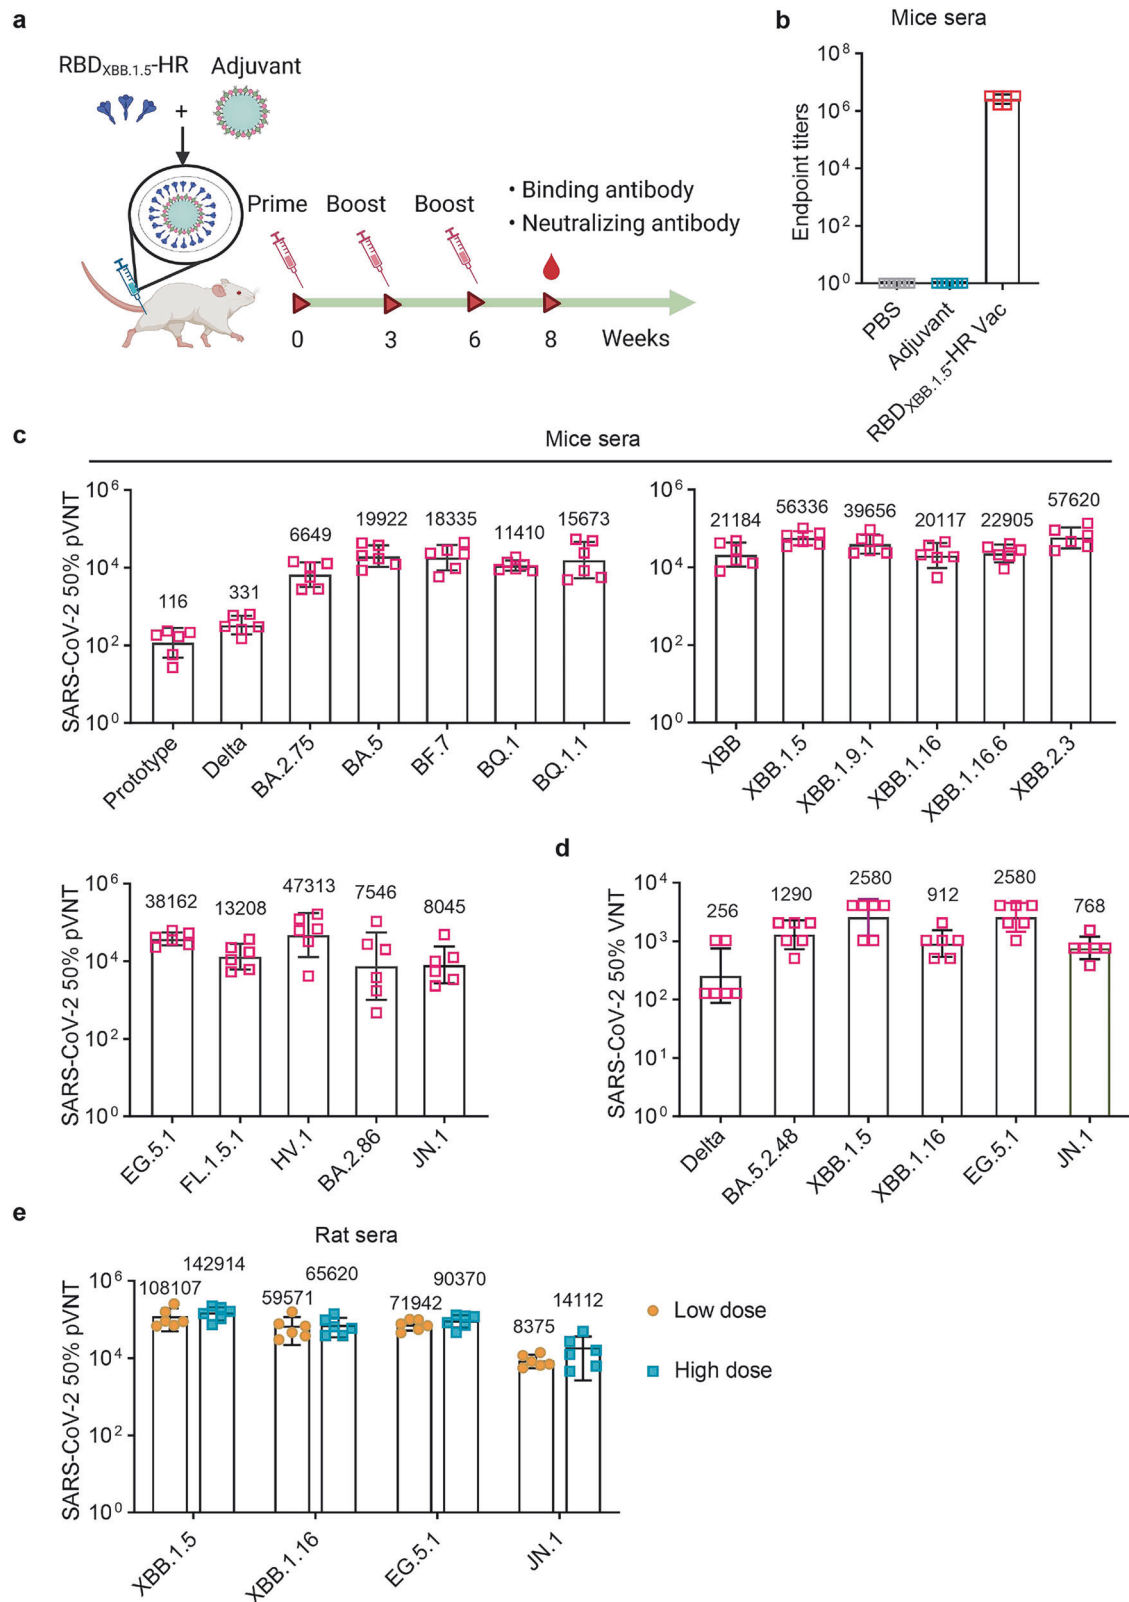 a
RBDXBB.1.5-HR Adjuvant
+
Prime Boost Boost
• Binding antibody
• Neutralizing antibody
0 3 6 8 Weeks
b
Mice sera
Endpoint titers
10^8
10^6
10^4
10^2
10^0
PBS
Adjuvant
RBDXBB.1.5-HR Vac
c
Mice sera
SARS-CoV-2 50% pVNT
10^6
10^4
10^2
10^0
116 331 6649 19922 18335 11410 15673
Prototype Delta BA.2.75 BA.5 BF.7 BQ.1 BQ.1.1
10^6
10^4
10^2
10^0
21184 56336 39656 20117 22905 57620
XBB XBB.1.5 XBB.1.9.1 XBB.1.16 XBB.1.16.6 XBB.2.3
SARS-CoV-2 50% pVNT
10^6
10^4
10^2
10^0
38162 13208 47313 7546 8045
EG.5.1 FL.1.5.1 HV.1 BA.2.86 JN.1
d
SARS-CoV-2 50% VNT
10^4
10^3
10^2
10^1
10^0
256 1290 2580 912 2580 768
Delta BA.5.2.48 XBB.1.5 XBB.1.16 EG.5.1 JN.1
e
Rat sera
SARS-CoV-2 50% pVNT
10^6
10^4
10^2
10^0
108107 142914 59571 65620 71942 90370 8375 14112
XBB.1.5 XBB.1.16 EG.5.1 JN.1
Low dose
High dose